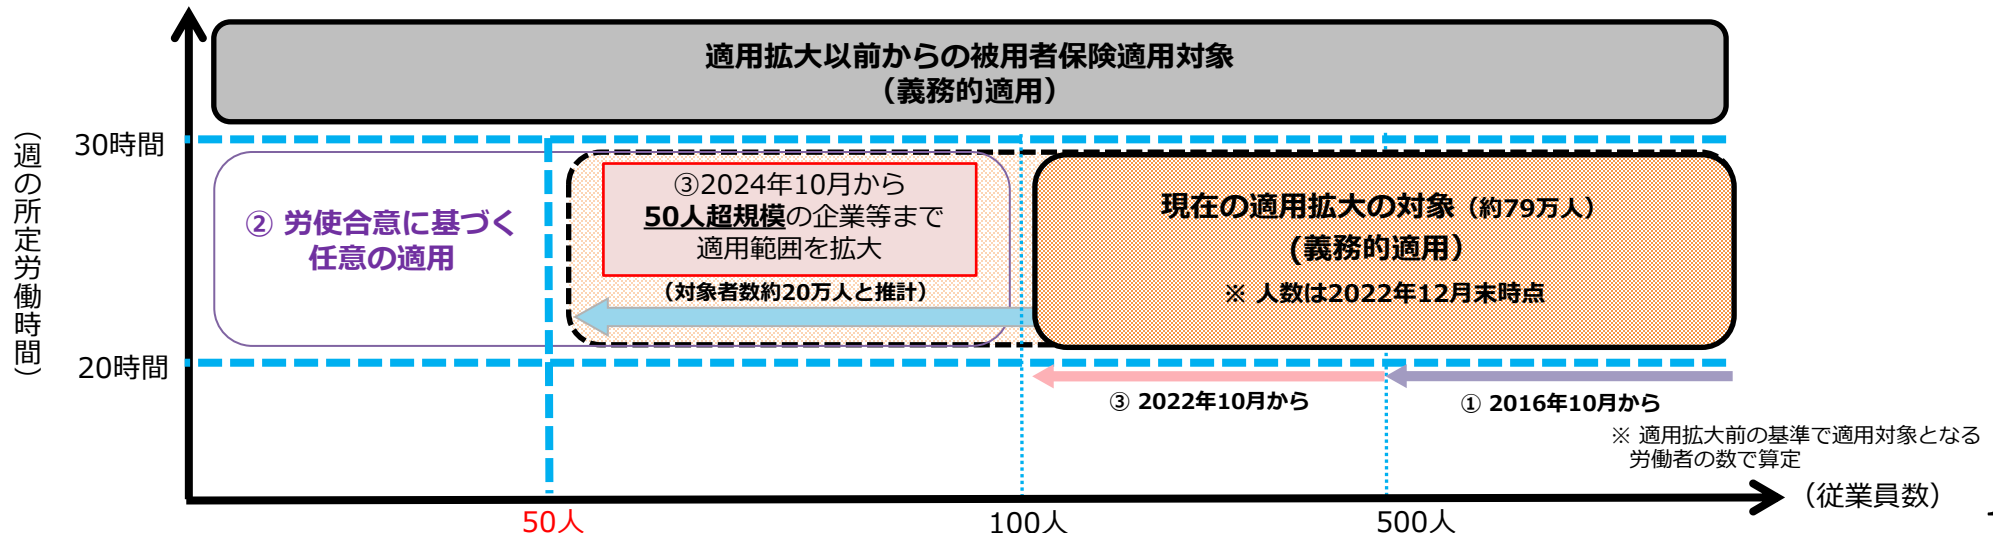 適用拡大以前からの被用者保険適用対象
（義務的適用）
（週の所定労働時間）
30時間
20時間
② 労使合意に基づく
任意の適用
③2024年10月から
50人超規模の企業等まで
適用範囲を拡大
（対象者数約20万人と推計）
現在の適用拡大の対象（約79万人）
(義務的適用）
※ 人数は2022年12月末時点
③ 2022年10月から
① 2016年10月から
※ 適用拡大前の基準で適用対象となる
労働者の数で算定
（従業員数）
50人
100人
500人